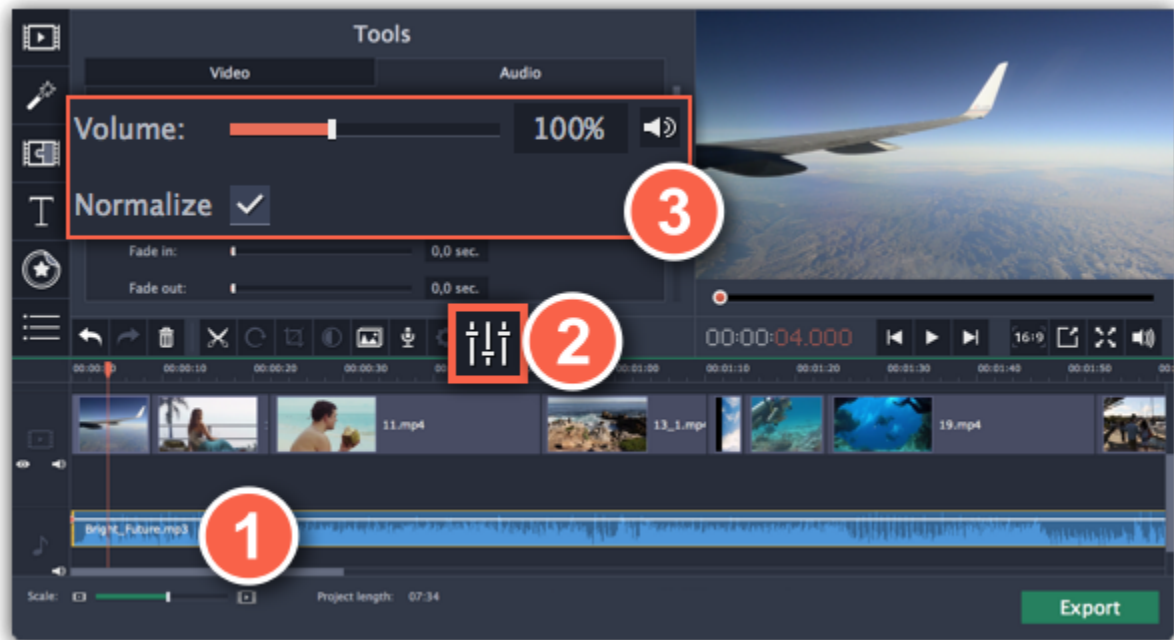 Tools
Video Audio
Volume: 100%
3
Normalize
T
Fade in: 0,0 sec.
Fade out: 0,0 sec.
2
00:00:04.000 16:9
00:00:10 00:00:20 00:00:30 00:01:00 00:01:10 00:01:20 00:01:30 00:01:40 00:01:50
11.mp4 13_1.mp4 19.mp4
Bright_Future.mp3
1
Scale: Project length: 07:34
Export